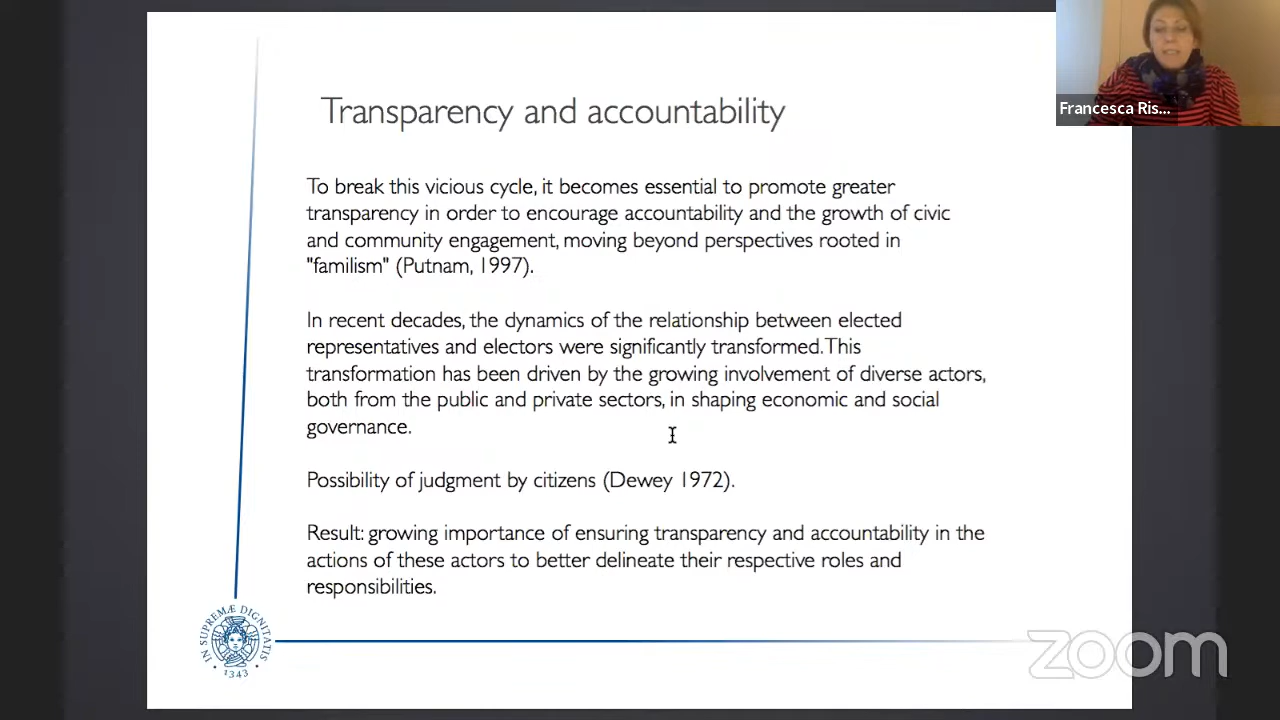 Transparency and accountability
Francesca Ris...
To break this vicious cycle, it becomes essential to promote greater
transparency in order to encourage accountability and the growth of civic
and community engagement, moving beyond perspectives rooted in
"familism" (Putnam, 1997).
In recent decades, the dynamics of the relationship between elected
representatives and electors were significantly transformed. This
transformation has been driven by the growing involvement of diverse actors,
both from the public and private sectors, in shaping economic and social
governance.
Possibility of judgment by citizens (Dewey 1972).
Result: growing importance of ensuring transparency and accountability in the
actions of these actors to better delineate their respective roles and
responsibilities.
IN SUPREMÆ DIGNITATIS
· 1343 ·
zoom